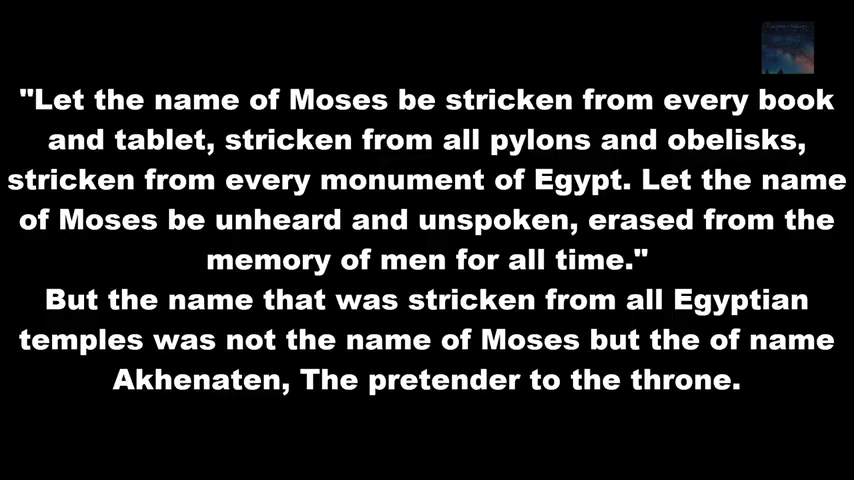 "Let the name of Moses be stricken from every book
and tablet, stricken from all pylons and obelisks,
stricken from every monument of Egypt. Let the name
of Moses be unheard and unspoken, erased from the
memory of men for all time."
But the name that was stricken from all Egyptian
temples was not the name of Moses but the of name
Akhenaten, The pretender to the throne.